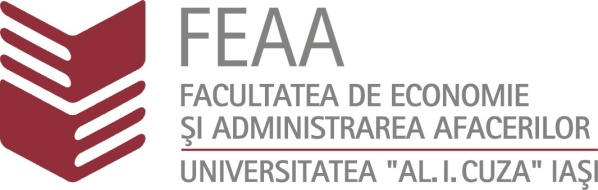 FEAA
FACULTATEA DE ECONOMIE
ŞI ADMINISTRAREA AFACERILOR
UNIVERSITATEA "AL. I. CUZA" IAŞI